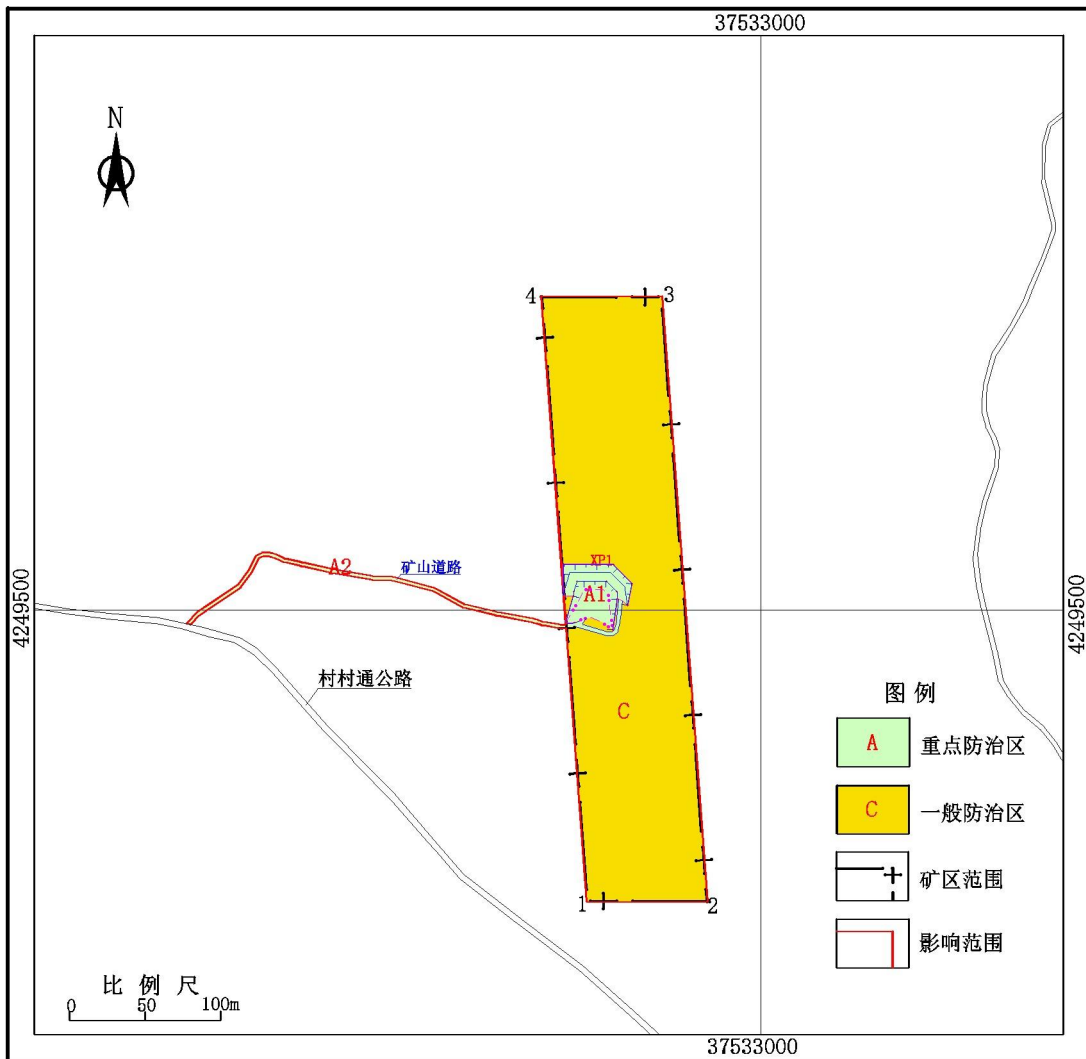 37533000
N
4
3
XP1
A2
矿山道路
A1
4249500
4249500
村村通公路
C
图 例
A
重点防治区
C
一般防治区
矿区范围
影响范围
1
2
比 例 尺
0
50
100m
37533000